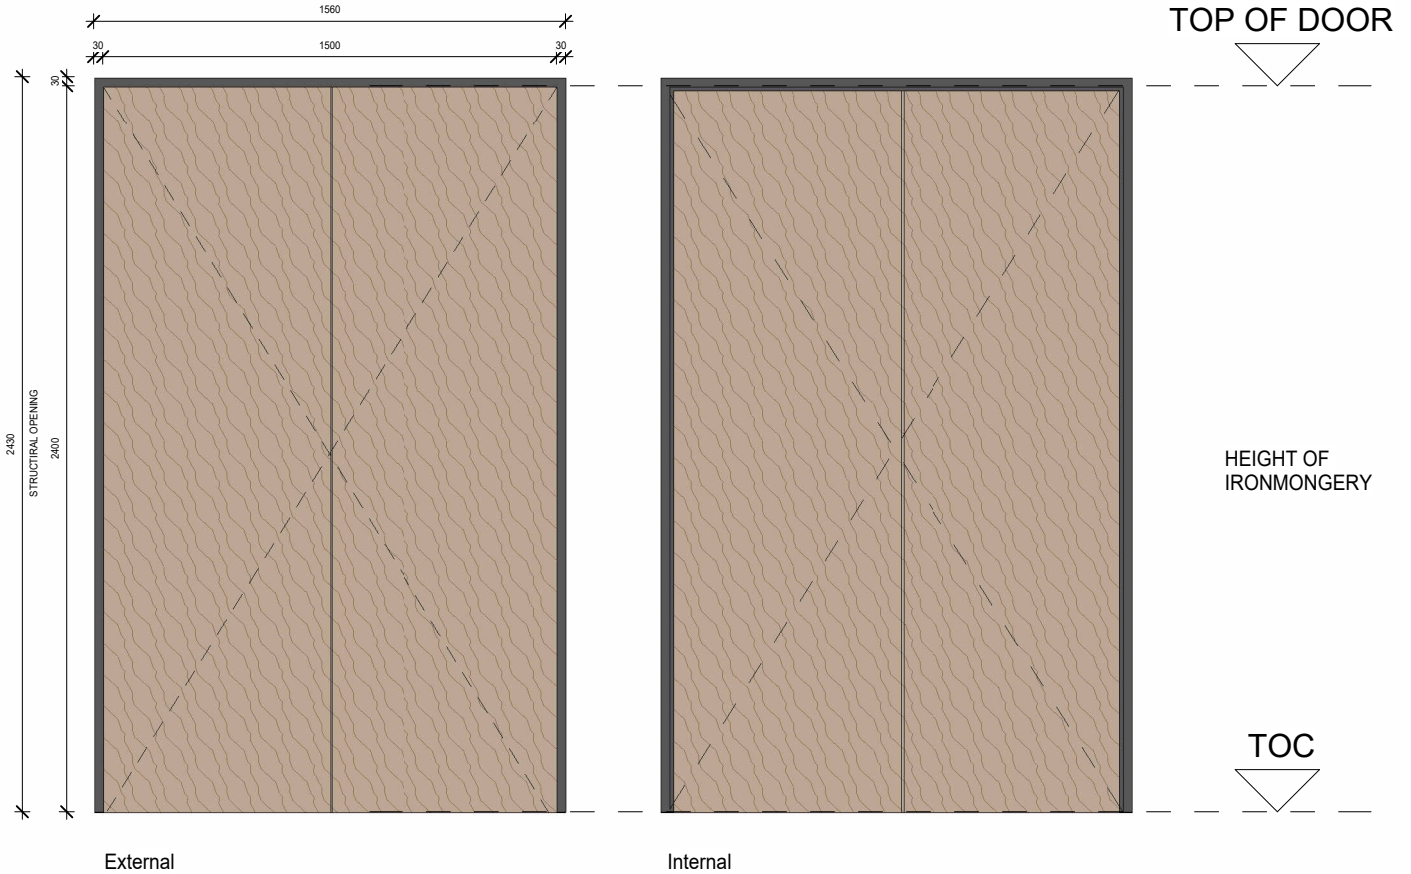 1560
TOP OF DOOR
30
1500
30
30
2430
STRUCTIRAL OPENING
2400
HEIGHT OF
IRONMONGERY
TOC
External
Internal